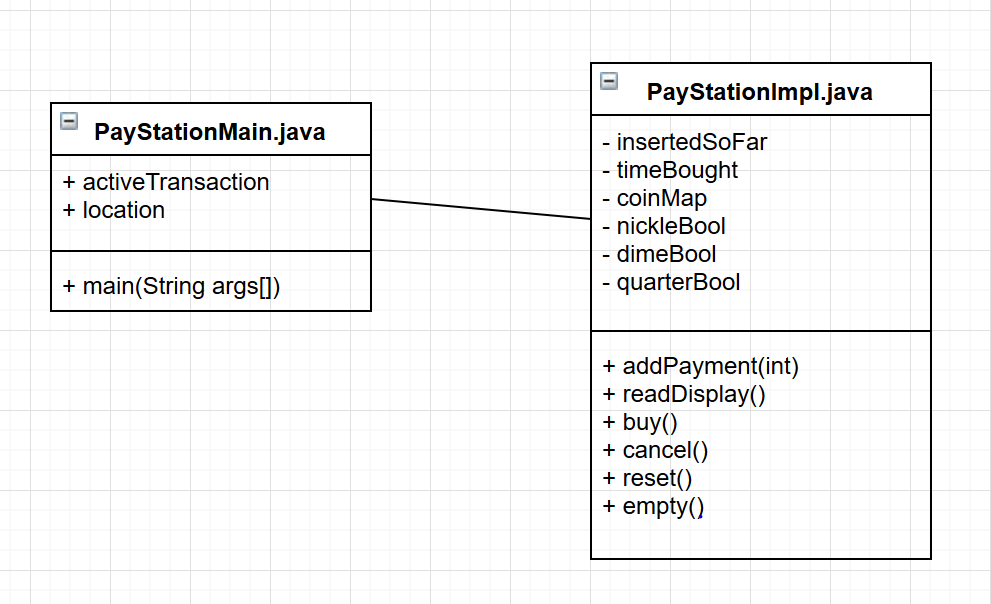 PayStationMain.java
+ activeTransaction
+ location
+ main(String args[])
PayStationImpl.java
- insertedSoFar
- timeBought
- coinMap
- nickleBool
- dimeBool
- quarterBool
+ addPayment(int)
+ readDisplay()
+ buy()
+ cancel()
+ reset()
+ empty()